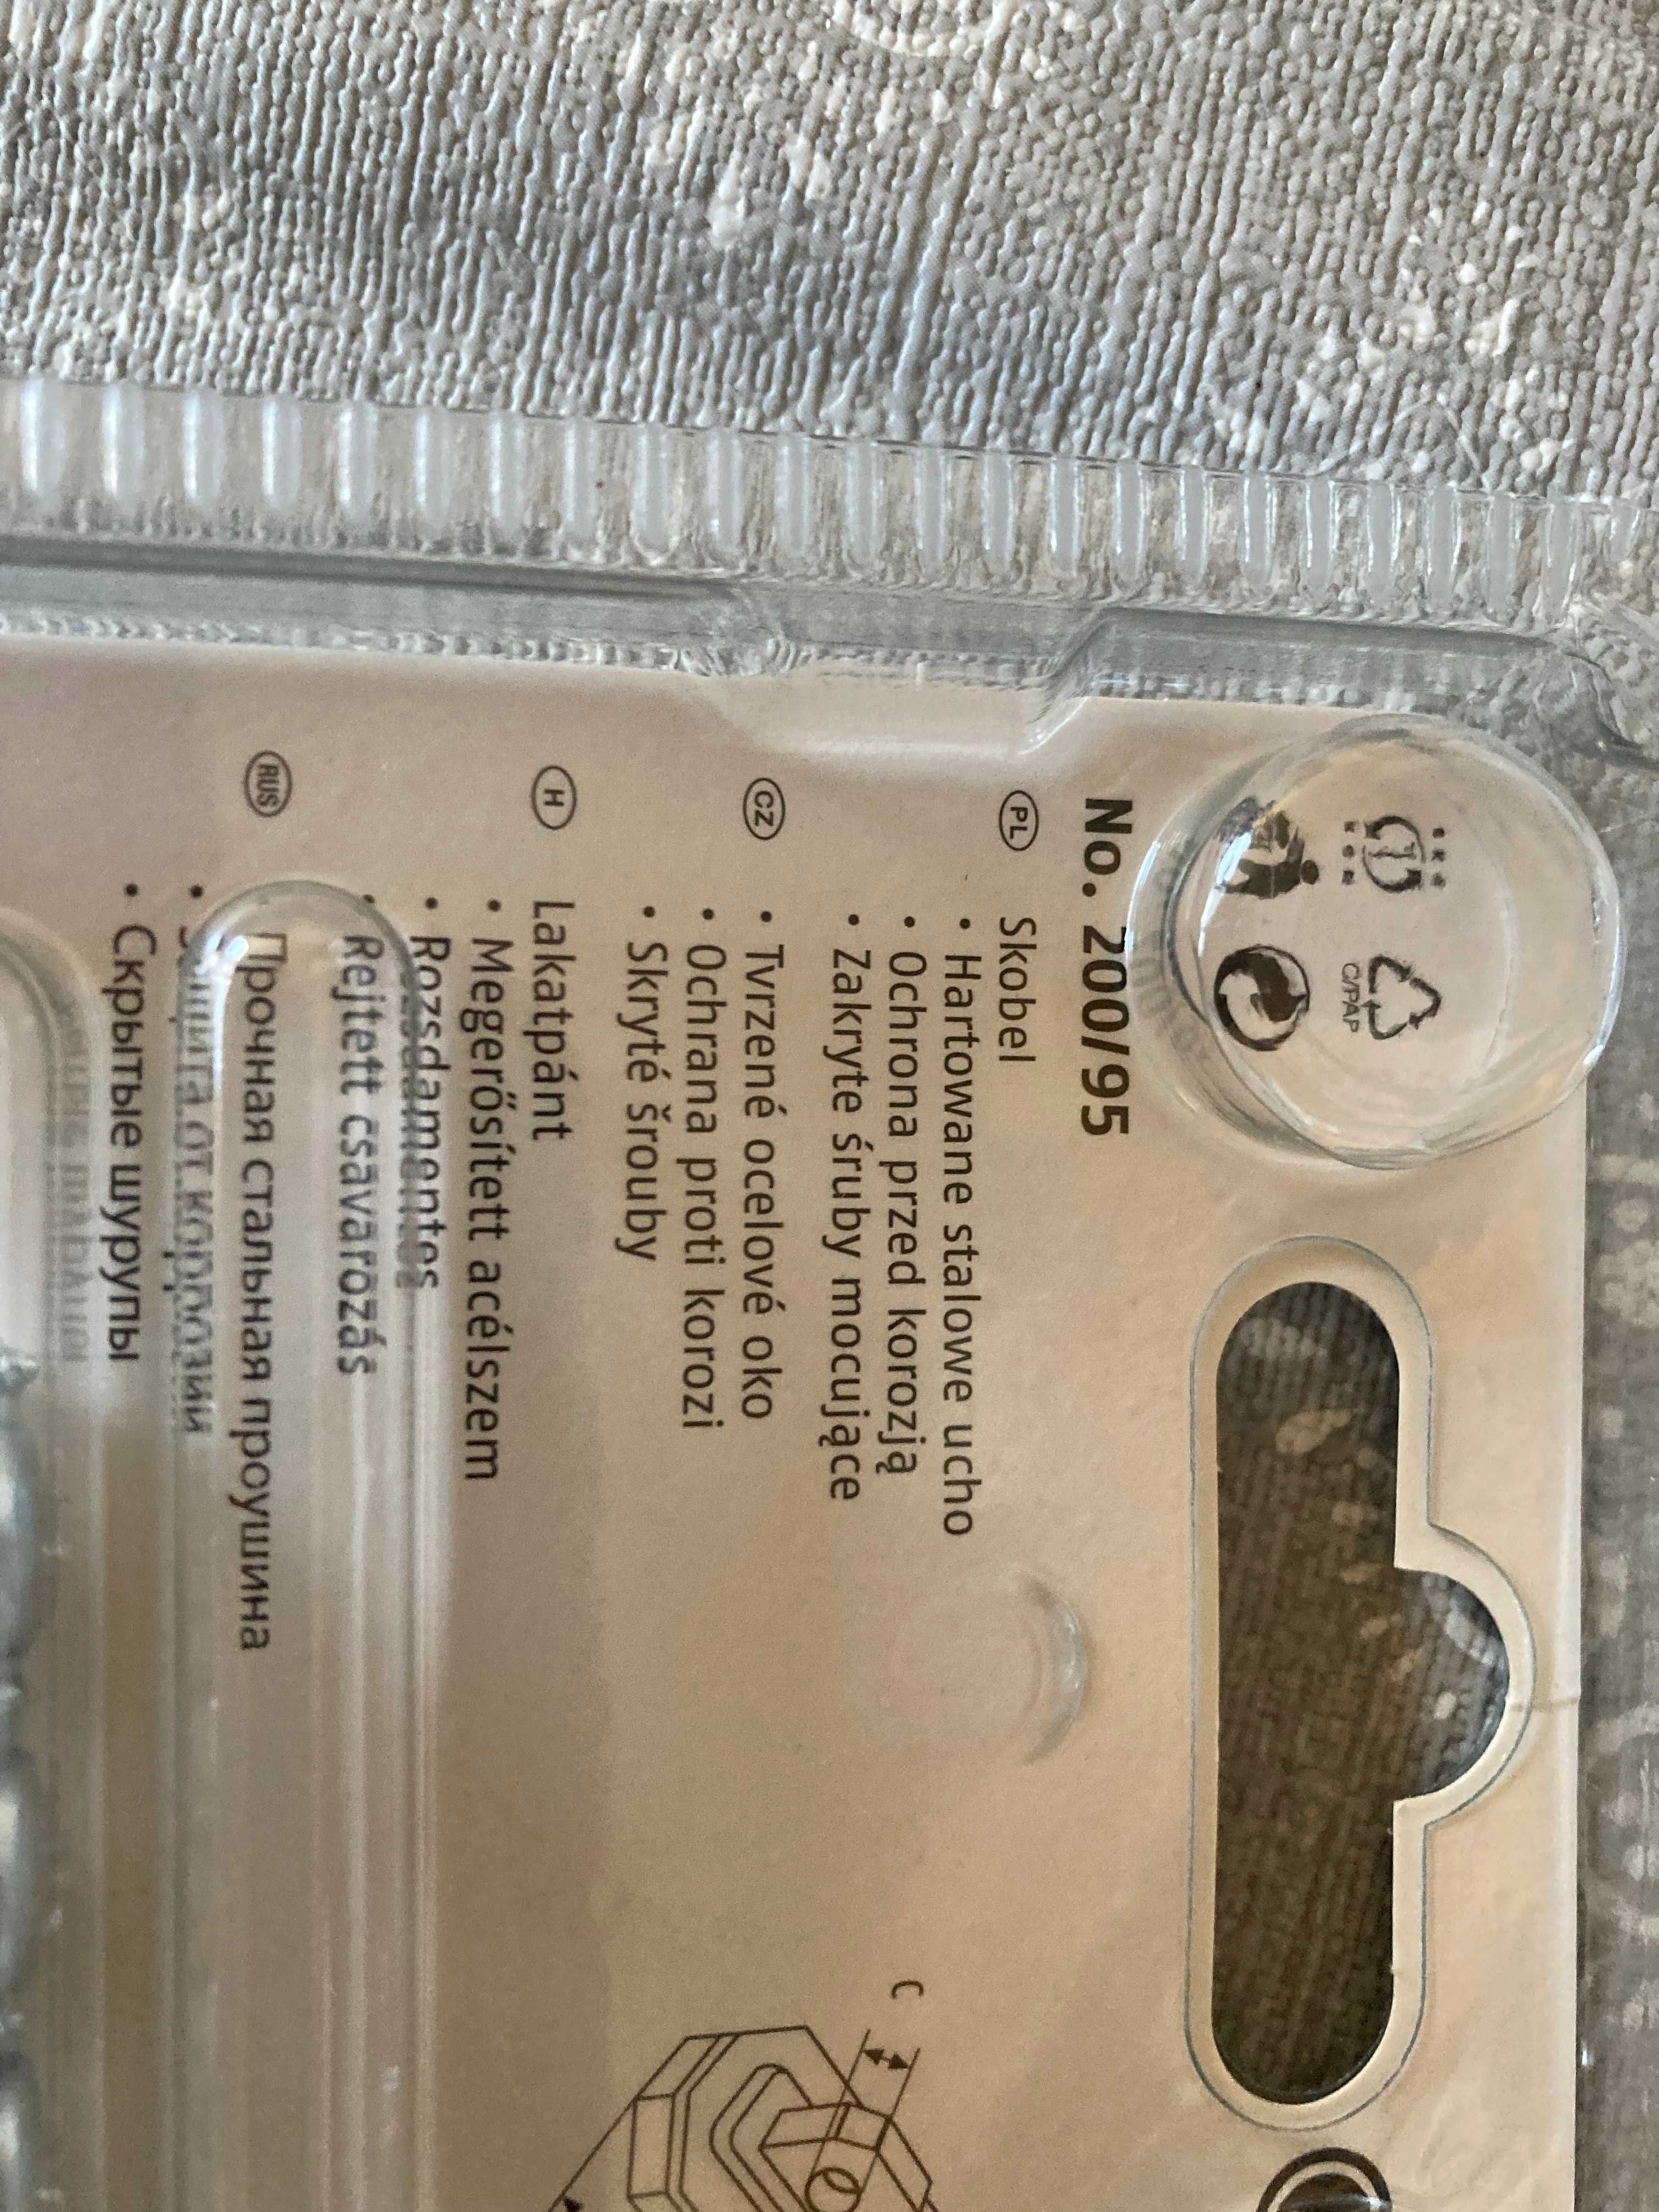 C/PAP
No. 200/95
PL Skobel
• Hartowane stalowe ucho
• Ochrona przed korozją
• Zakryte śruby mocujące
CZ
• Tvrzené ocelové oko
• Ochrana proti korozi
• Skryté šrouby
H Lakatpánt
• Megerősített acélszem
• Rozsdamentes
• Rejtett csavarozás
RUS Прочная стальная проушина
• Защита от коррозии
• Скрытые шурупы
C